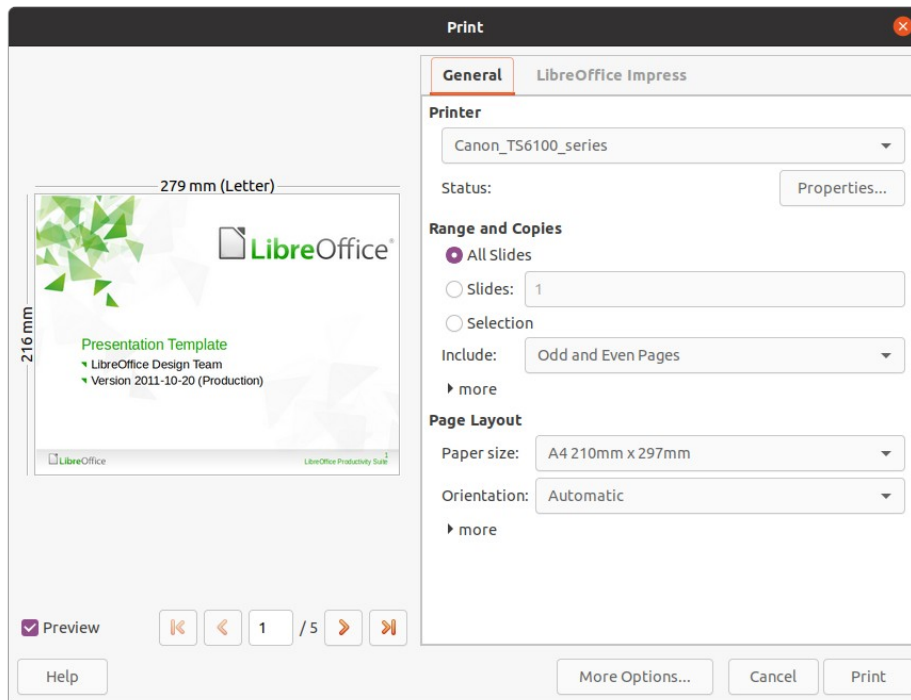 Print
General
LibreOffice Impress
279 mm (Letter)
216 mm
LibreOffice®
Presentation Template
LibreOffice Design Team
Version 2011-10-20 (Production)
LibreOffice
LibreOffice Productivity Suite
1
Preview
1 / 5
Printer
Canon_TS6100_series
Status:
Properties...
Range and Copies
All Slides
Slides: 1
Selection
Include: Odd and Even Pages
more
Page Layout
Paper size: A4 210mm x 297mm
Orientation: Automatic
more
Help
More Options...
Cancel
Print